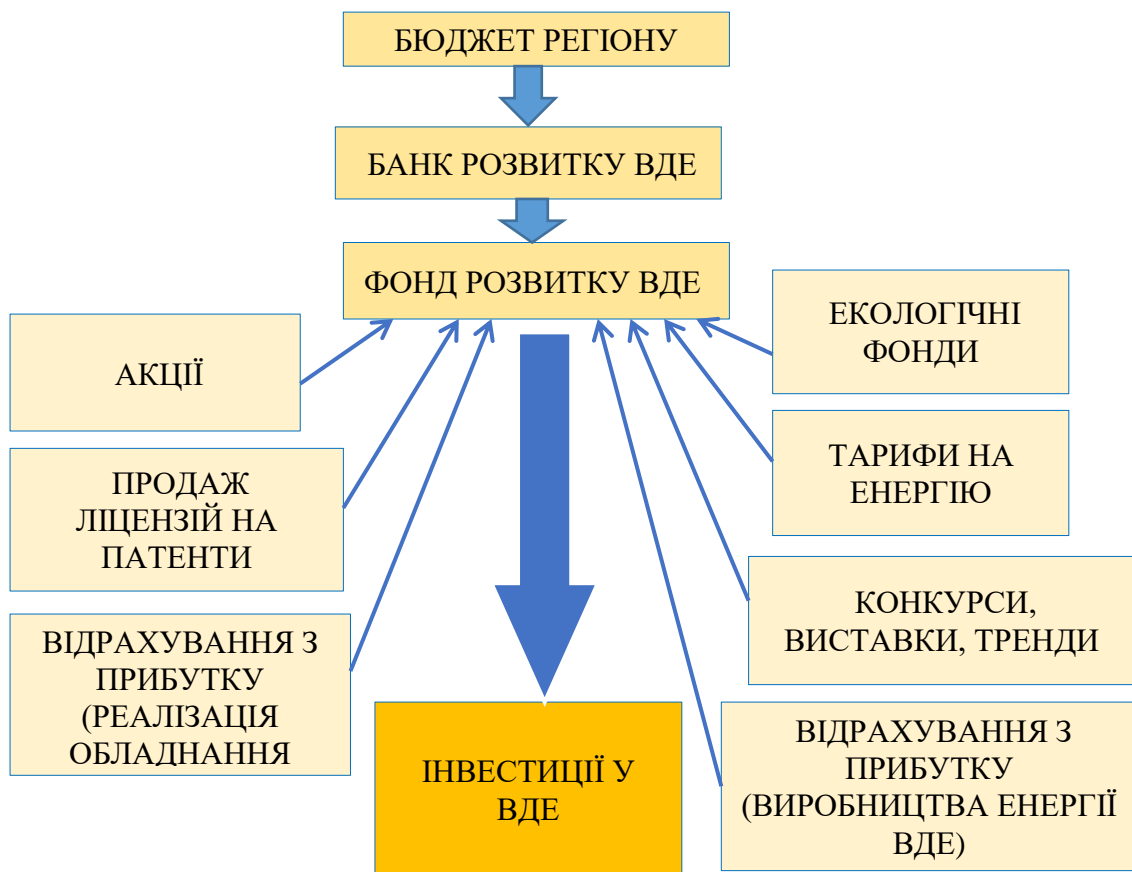 БЮДЖЕТ РЕГІОНУ
БАНК РОЗВИТКУ ВДЕ
ФОНД РОЗВИТКУ ВДЕ
АКЦІЇ
ПРОДАЖ
ЛІЦЕНЗІЙ НА
ПАТЕНТИ
ВІДРАХУВАННЯ З
ПРИБУТКУ
(РЕАЛІЗАЦІЯ
ОБЛАДНАННЯ
ІНВЕСТИЦІЇ У
ВДЕ
ЕКОЛОГІЧНІ
ФОНДИ
ТАРИФИ НА
ЕНЕРГІЮ
КОНКУРСИ,
ВИСТАВКИ, ТРЕНДИ
ВІДРАХУВАННЯ З
ПРИБУТКУ
(ВИРОБНИЦТВА ЕНЕРГІЇ
ВДЕ)